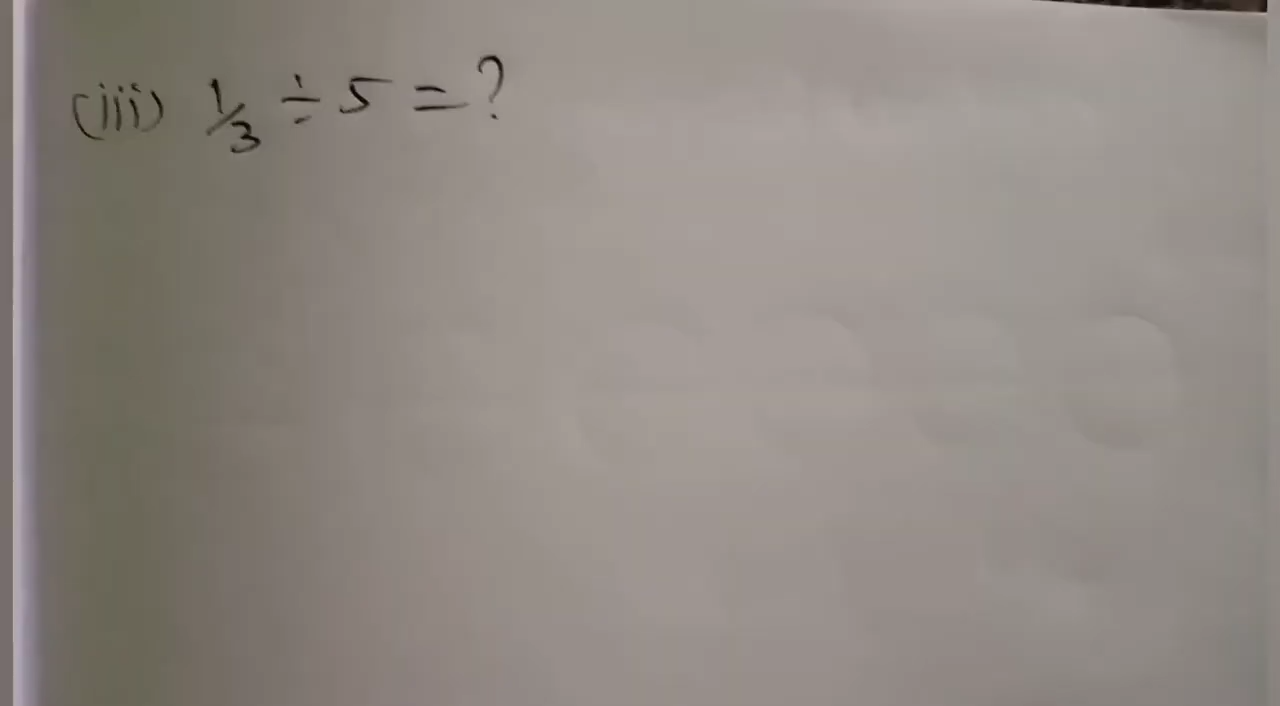 (iii) 1/3 ÷ 5 = ?